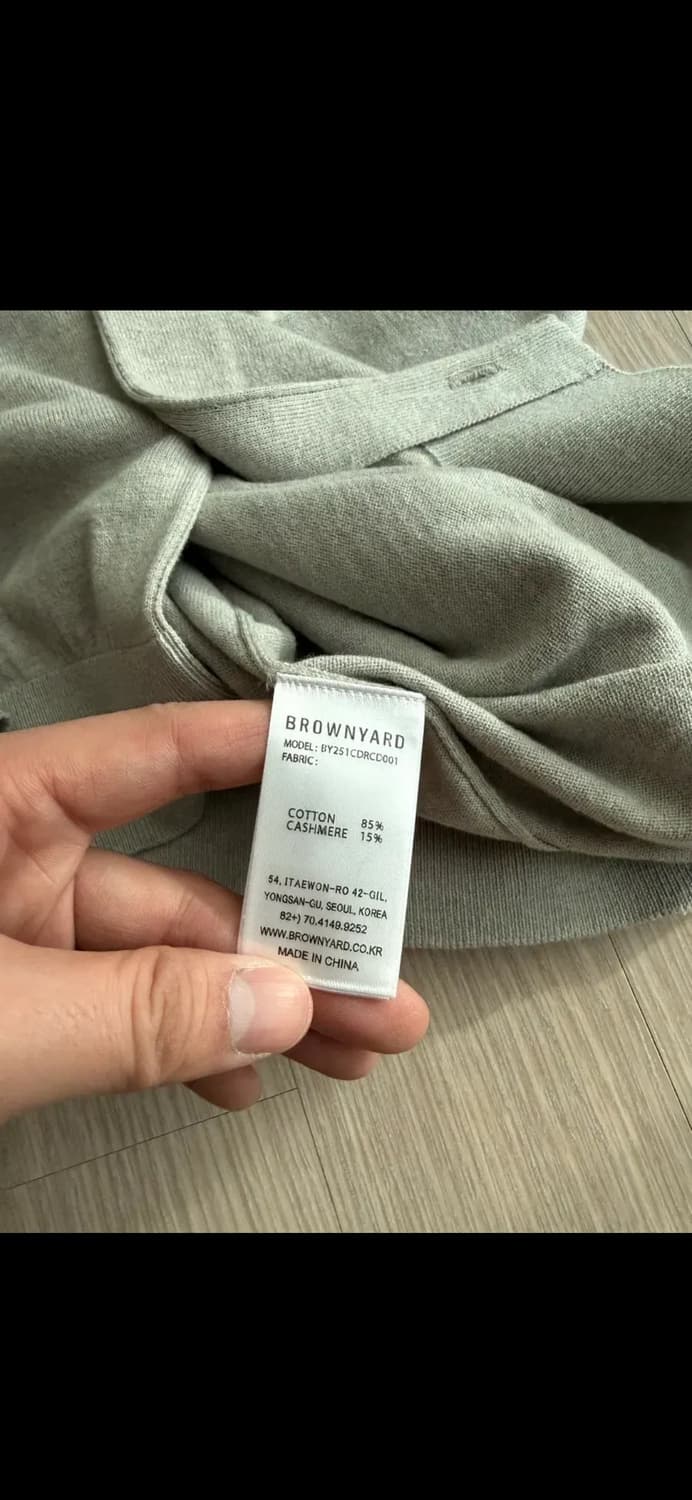 BROWNYARD
MODEL: BY251CDRCD001
FABRIC:
COTTON 85%
CASHMERE 15%
54, ITAEWON-RO 42-GIL,
YONGSAN-GU, SEOUL, KOREA
82+) 70.4149.9252
WWW.BROWNYARD.CO.KR
MADE IN CHINA